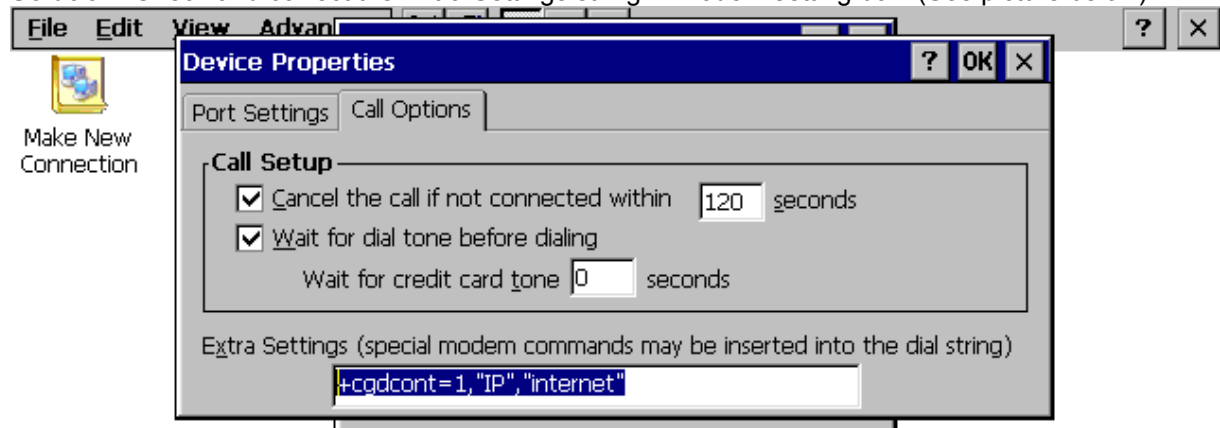 File Edit View Advan
? ×
Device Properties ? OK ×
Make New
Connection
Port Settings Call Options
Call Setup
Cancel the call if not connected within 120 seconds
Wait for dial tone before dialing
Wait for credit card tone 0 seconds
Extra Settings (special modem commands may be inserted into the dial string)
+cgdcont=1,"IP","internet"